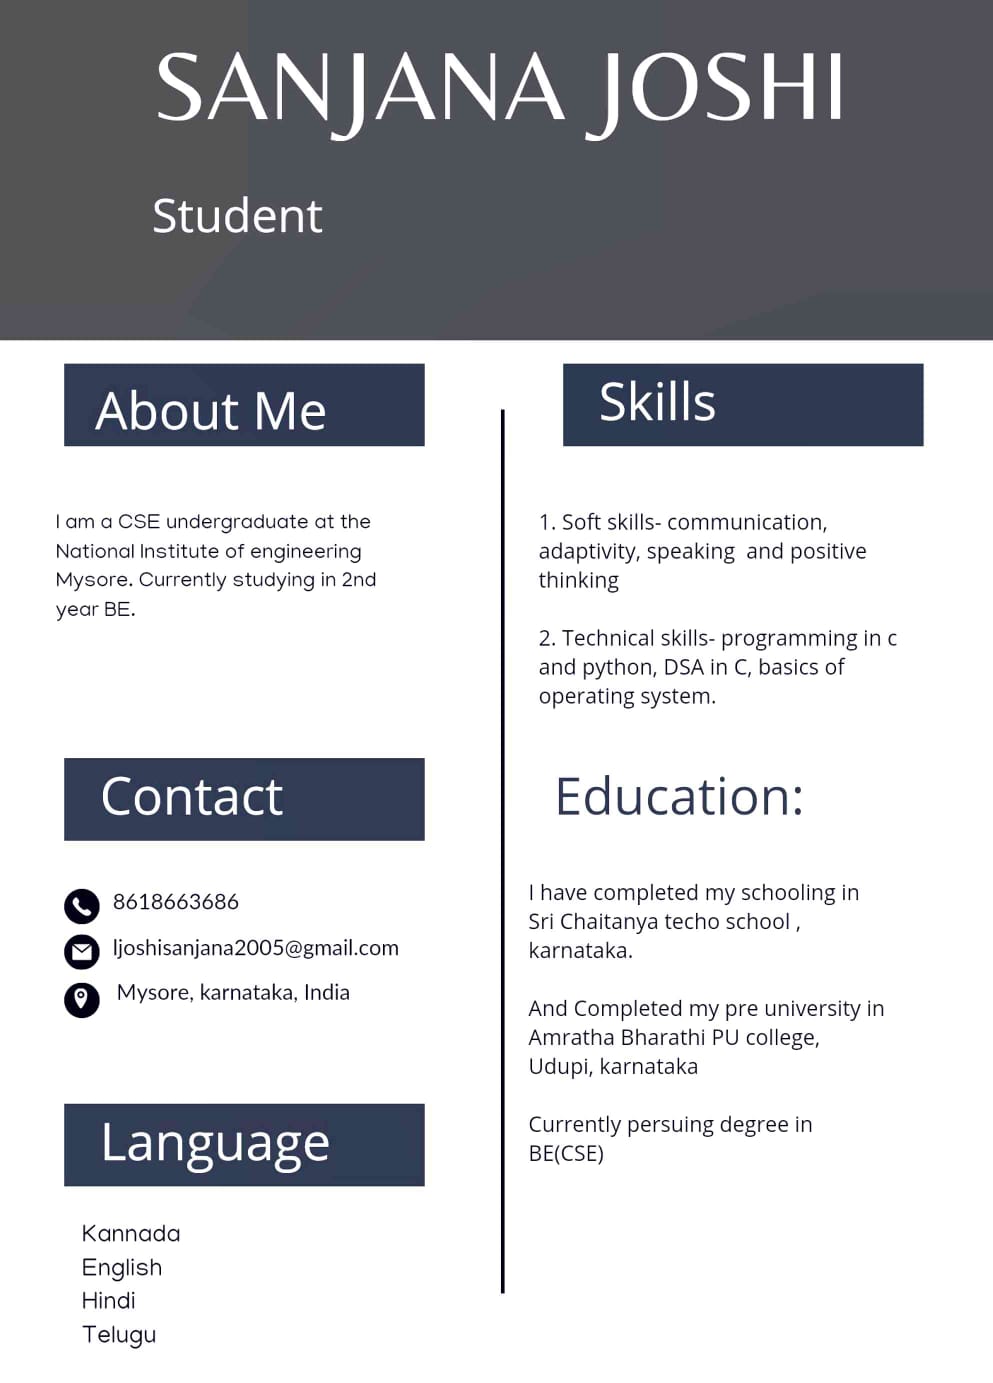 SANJANA JOSHI
Student
About Me
I am a CSE undergraduate at the
National Institute of engineering
Mysore. Currently studying in 2nd
year BE.
Contact
8618663686
ljoshisanjana2005@gmail.com
Mysore, karnataka, India
Language
Kannada
English
Hindi
Telugu
Skills
1. Soft skills- communication,
adaptivity, speaking  and positive
thinking
2. Technical skills- programming in c
and python, DSA in C, basics of
operating system.
Education:
I have completed my schooling in
Sri Chaitanya techo school ,
karnataka.
And Completed my pre university in
Amratha Bharathi PU college,
Udupi, karnataka
Currently persuing degree in
BE(CSE)